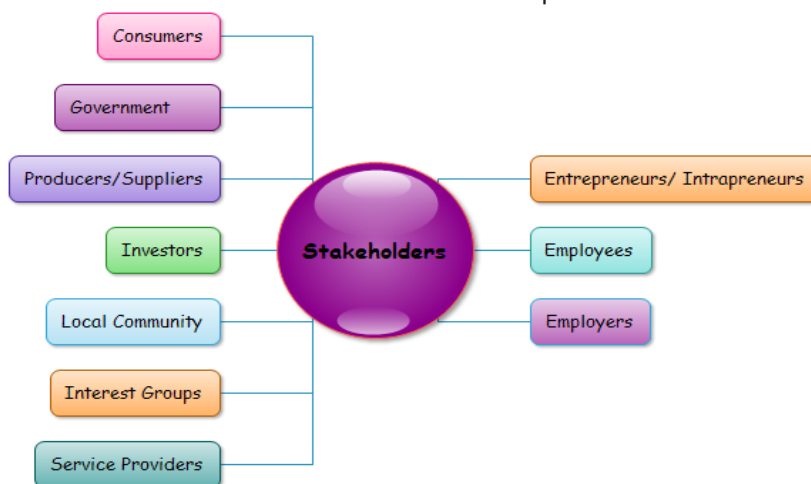 Consumers
Government
Producers/Suppliers
Investors
Local Community
Interest Groups
Service Providers
Stakeholders
Entrepreneurs/ Intrapreneurs
Employees
Employers